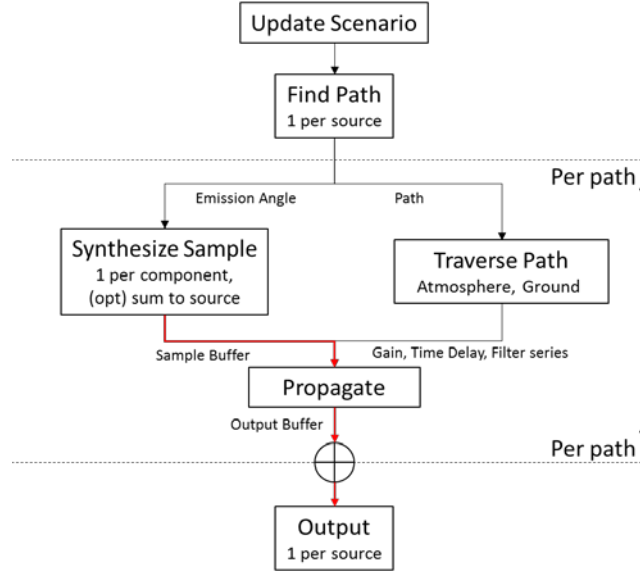 Update Scenario
Find Path
1 per source
Per path
Emission Angle
Path
Synthesize Sample
1 per component,
(opt) sum to source
Traverse Path
Atmosphere, Ground
Sample Buffer
Gain, Time Delay, Filter series
Propagate
Output Buffer
Per path
Output
1 per source